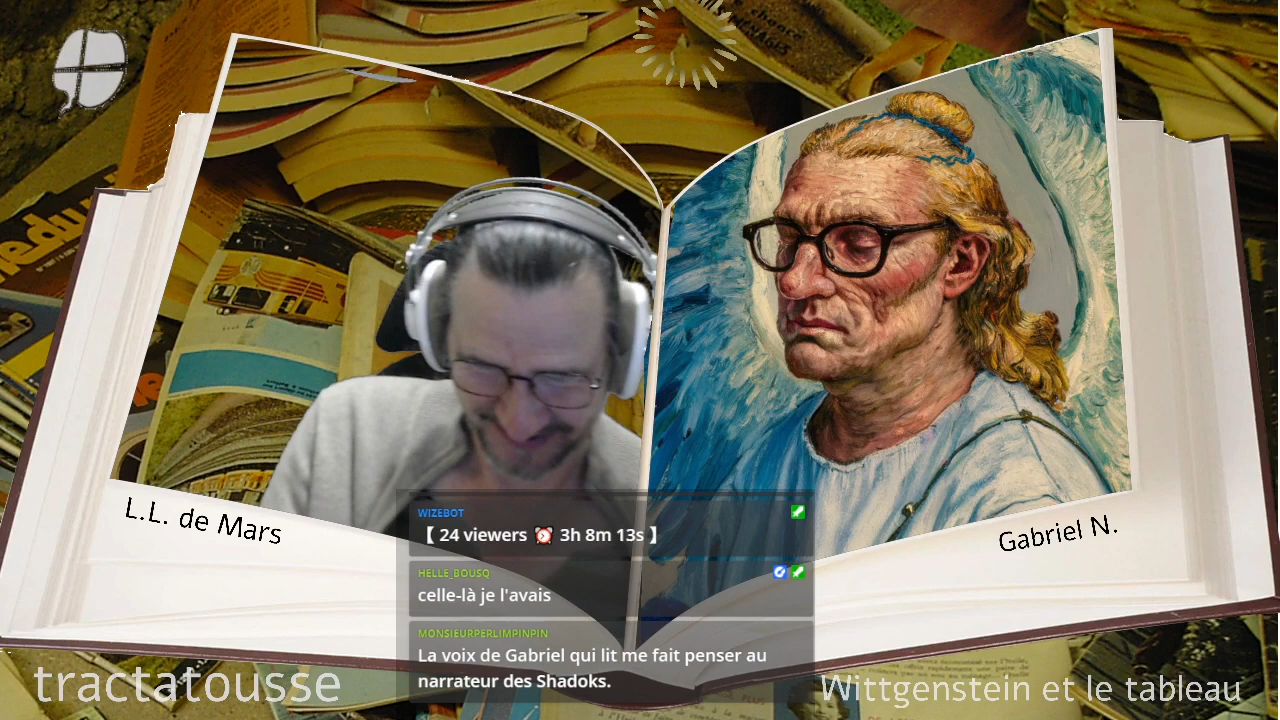 L.L. de Mars
Gabriel N.
WIZEBOT
【 24 viewers ⏰ 3h 8m 13s 】
HELLE_BOUSQ
celle-là je l'avais
MONSIEURPERLIMPINPIN
La voix de Gabriel qui lit me fait penser au
narrateur des Shadoks.
tractatousse
Wittgenstein et le tableau